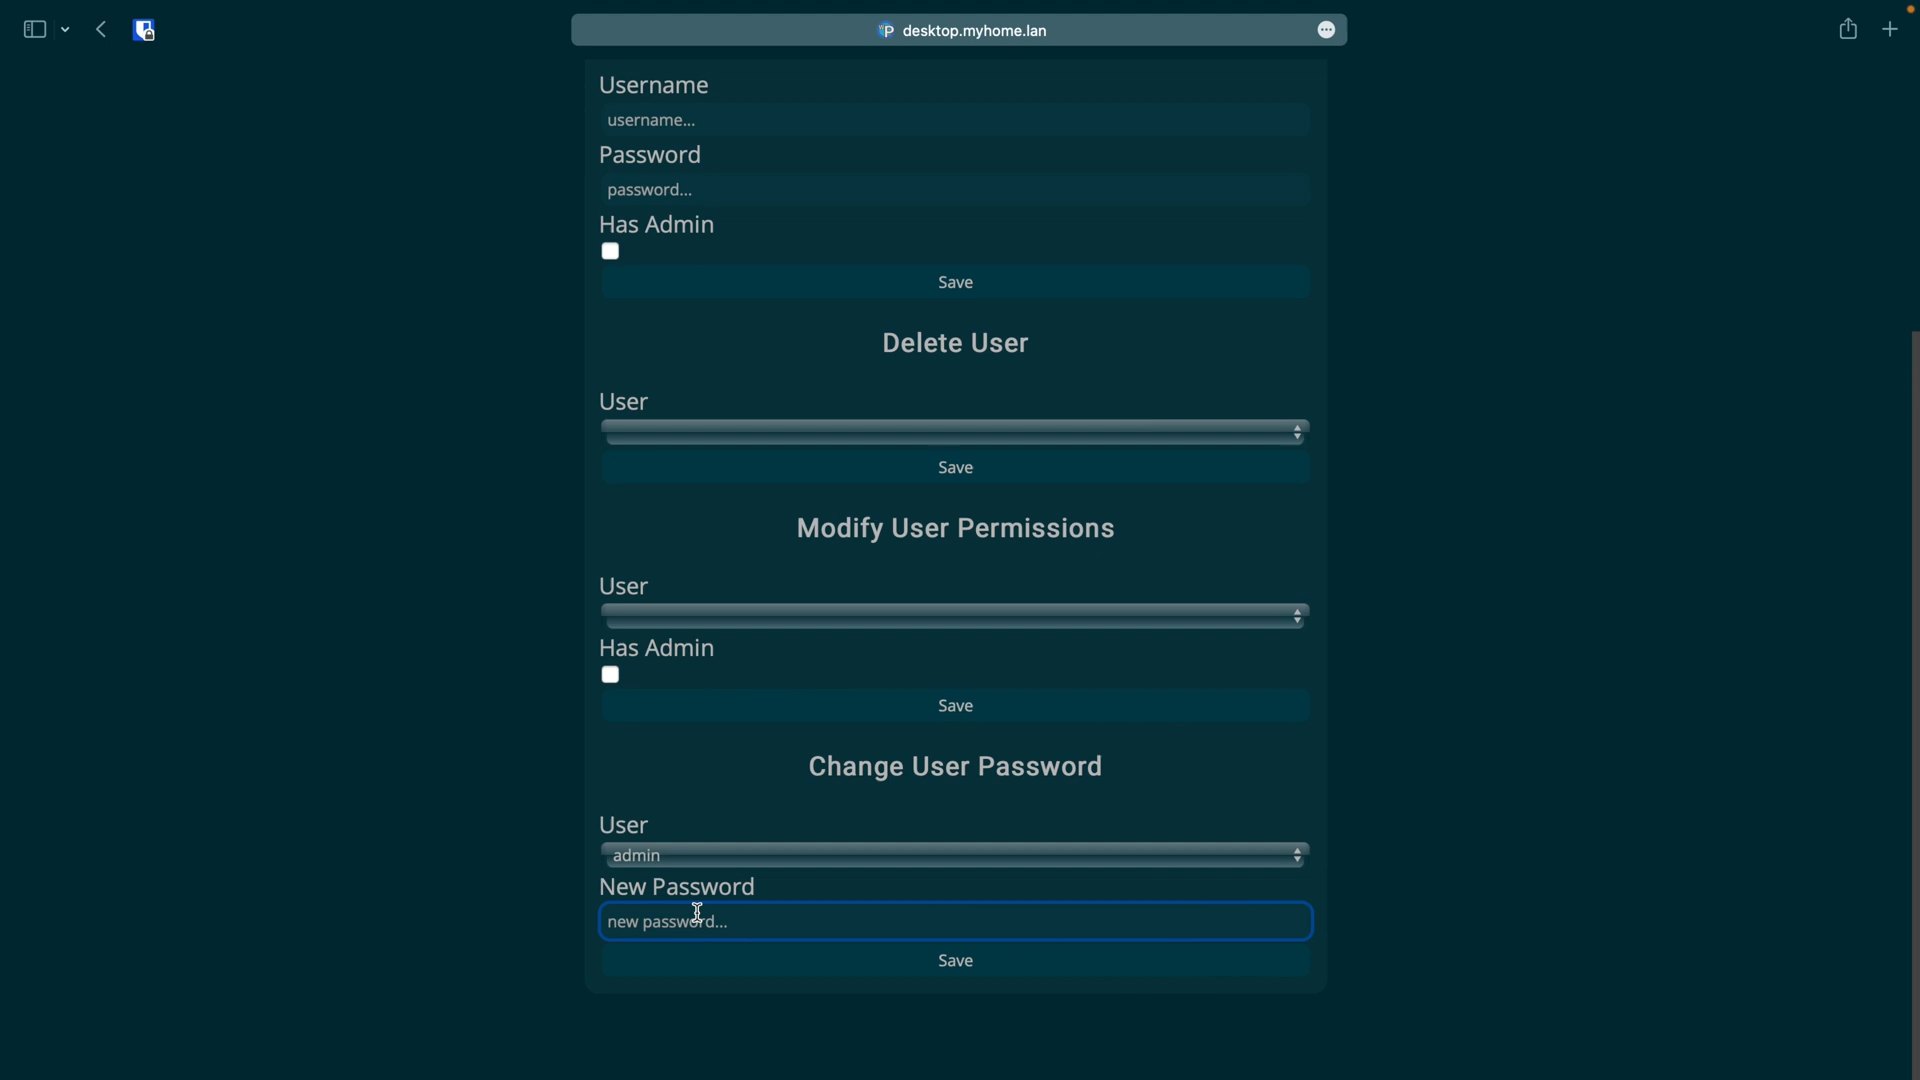 desktop.myhome.lan
Username
username...
Password
password...
Has Admin
Save
Delete User
User
Save
Modify User Permissions
User
Has Admin
Save
Change User Password
User
admin
New Password
new password...
Save